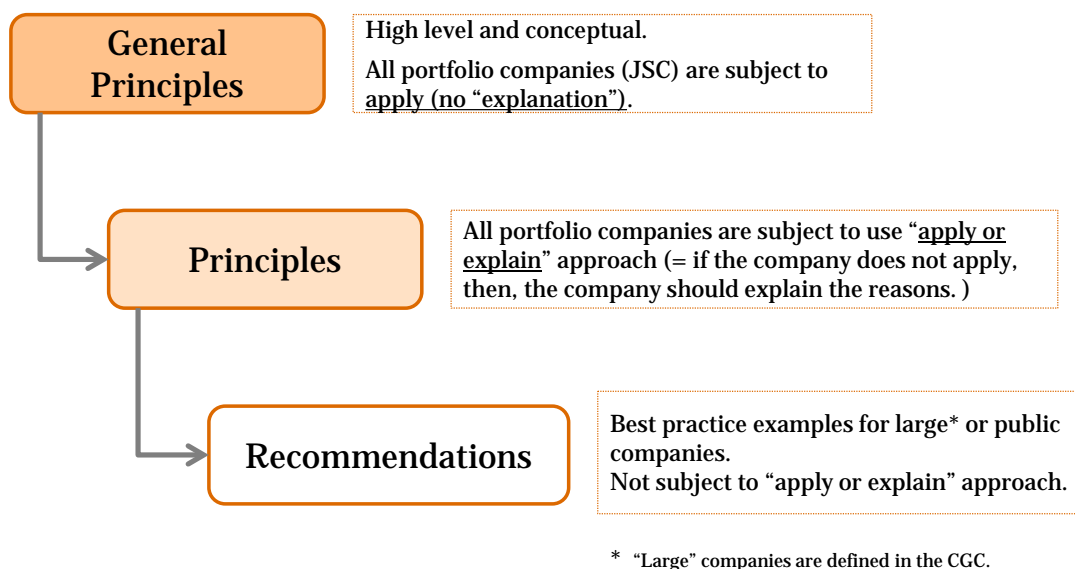 General
Principles
High level and conceptual.
All portfolio companies (JSC) are subject to
apply (no “explanation”).
Principles
All portfolio companies are subject to use “apply or
explain” approach (= if the company does not apply,
then, the company should explain the reasons. )
Recommendations
Best practice examples for large* or public
companies.
Not subject to “apply or explain” approach.
* “Large” companies are defined in the CGC.